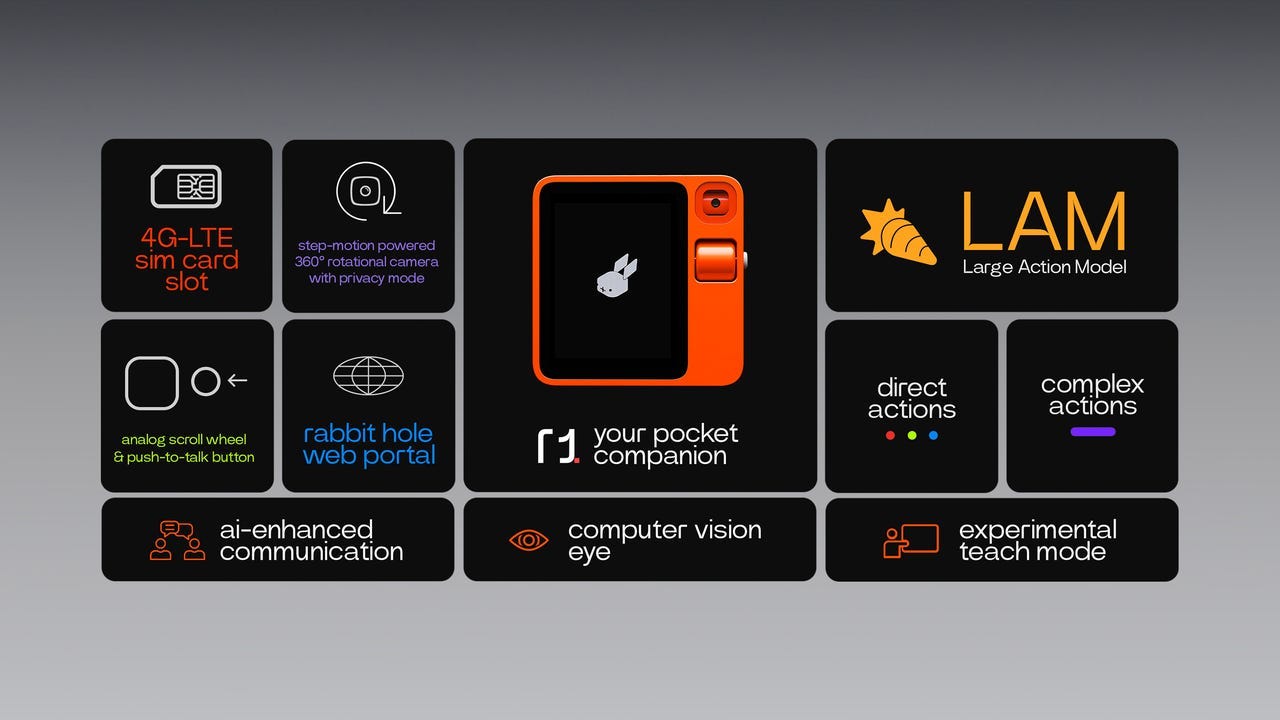 4G-LTE
sim card
slot
step-motion powered
360° rotational camera
with privacy mode
r1.
your pocket
companion
LAM
Large Action Model
analog scroll wheel
& push-to-talk button
rabbit hole
web portal
direct
actions
complex
actions
ai-enhanced
communication
computer vision
eye
experimental
teach mode